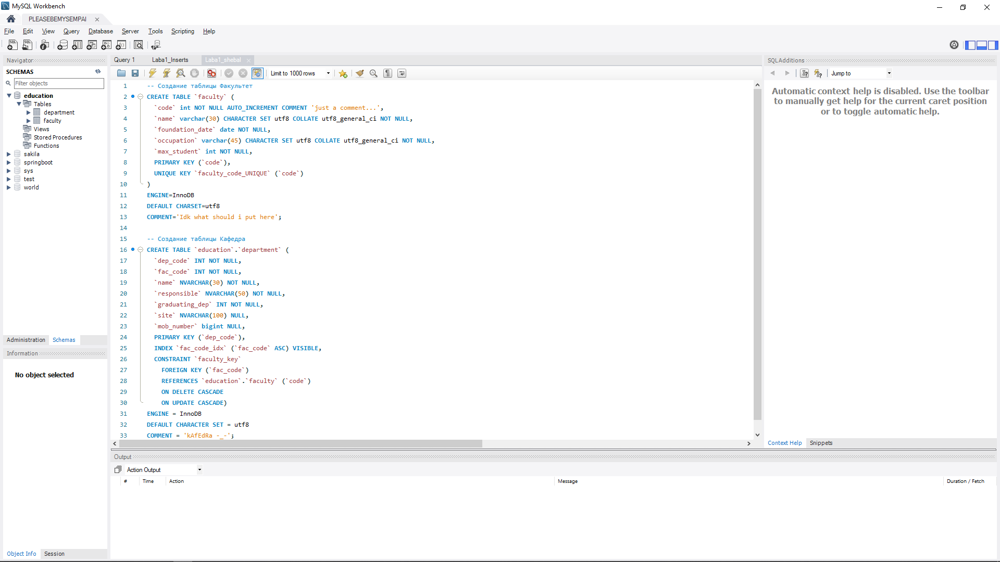 MySQL Workbench
PLEASEBEMYSEMPAI
File Edit View Query Database Server Tools Scripting Help
Navigator
SCHEMAS
Filter objects
education
Tables
department
faculty
Views
Stored Procedures
Functions
sakila
springboot
sys
test
world
Administration Schemas
Information
No object selected
Object Info Session
Query 1 Laba1_Inserts Laba1_shebal
Limit to 1000 rows
1 -- Создание таблицы Факультет
2 CREATE TABLE `faculty` (
3 `code` int NOT NULL AUTO_INCREMENT COMMENT 'just a comment...',
4 `name` varchar(30) CHARACTER SET utf8 COLLATE utf8_general_ci NOT NULL,
5 `foundation_date` date NOT NULL,
6 `occupation` varchar(45) CHARACTER SET utf8 COLLATE utf8_general_ci NOT NULL,
7 `max_student` int NOT NULL,
8 PRIMARY KEY (`code`),
9 UNIQUE KEY `faculty_code_UNIQUE` (`code`)
10 )
11 ENGINE=InnoDB
12 DEFAULT CHARSET=utf8
13 COMMENT='Idk what should i put here';
14
15 -- Создание таблицы Кафедра
16 CREATE TABLE `education`.`department` (
17 `dep_code` INT NOT NULL,
18 `fac_code` INT NOT NULL,
19 `name` NVARCHAR(30) NOT NULL,
20 `responsible` NVARCHAR(50) NOT NULL,
21 `graduating_dep` INT NOT NULL,
22 `site` NVARCHAR(100) NULL,
23 `mob_number` bigint NULL,
24 PRIMARY KEY (`dep_code`),
25 INDEX `fac_code_idx` (`fac_code` ASC) VISIBLE,
26 CONSTRAINT `faculty_key`
27 FOREIGN KEY (`fac_code`)
28 REFERENCES `education`.`faculty` (`code`)
29 ON DELETE CASCADE
30 ON UPDATE CASCADE)
31 ENGINE = InnoDB
32 DEFAULT CHARACTER SET = utf8
33 COMMENT = 'kAfEdRa -_-';
Output
Action Output
# Time Action Message Duration / Fetch
SQLAdditions
Jump to
Automatic context help is disabled. Use the toolbar
to manually get help for the current caret position
or to toggle automatic help.
Context Help Snippets